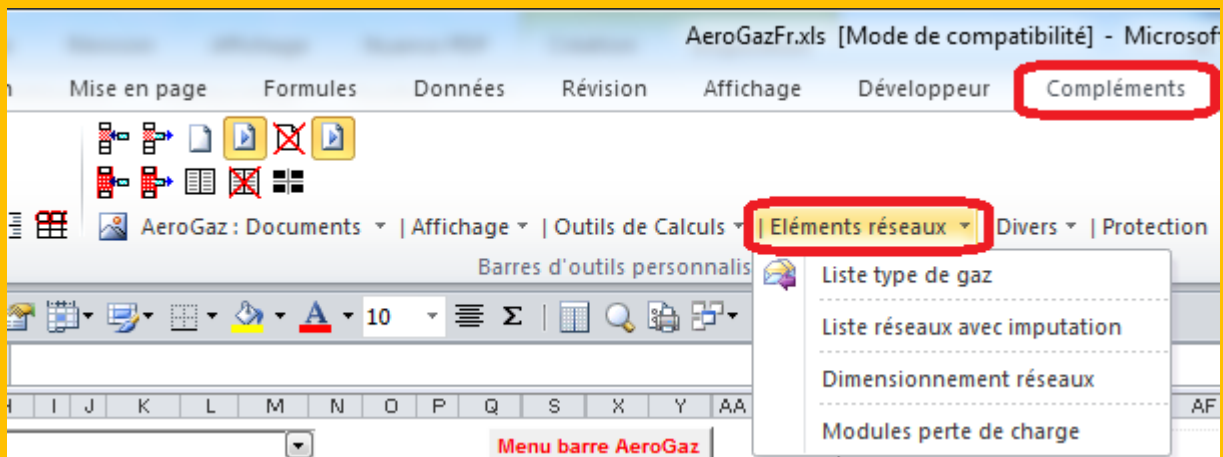 AeroGazFr.xls [Mode de compatibilité] - Microsof
Mise en page Formules Données Révision Affichage Développeur Compléments
AeroGaz : Documents | Affichage | Outils de Calculs | Eléments réseaux Divers | Protection
Barres d'outils personnalis
Liste type de gaz
10 Σ
Liste réseaux avec imputation
Dimensionnement réseaux
H I J K L M N O P Q S X Y AA AF
Menu barre AeroGaz
Modules perte de charge